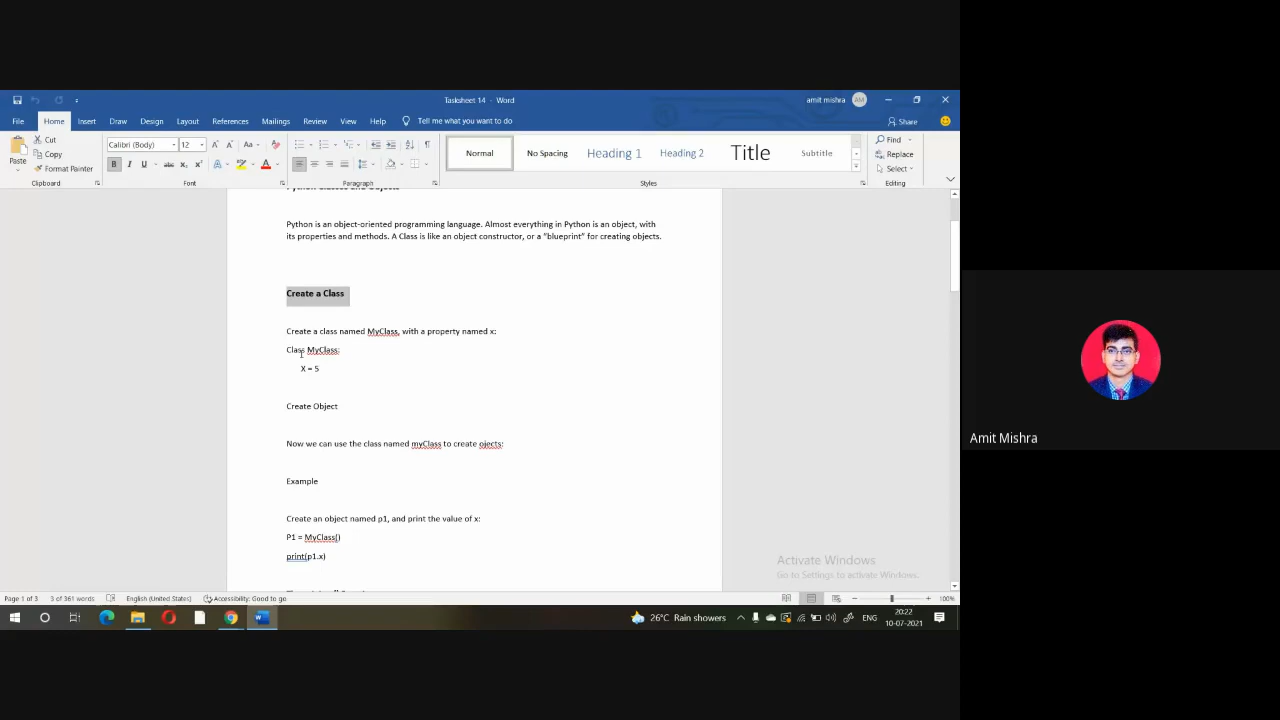 Tasksheet 14 - Word
amit mishra AM
File Home Insert Draw Design Layout References Mailings Review View Help Tell me what you want to do Share
Paste
Cut
Copy
Format Painter
Clipboard
Calibri (Body) 12
Font
Paragraph
Normal No Spacing Heading 1 Heading 2 Title Subtitle
Styles
Find
Replace
Select
Editing
Python Classes and Objects
Python is an object-oriented programming language. Almost everything in Python is an object, with
its properties and methods. A Class is like an object constructor, or a "blueprint" for creating objects.
Create a Class
Create a class named MyClass, with a property named x:
Class MyClass:
X = 5
Create Object
Now we can use the class named myClass to create ojects:
Example
Create an object named p1, and print the value of x:
P1 = MyClass()
print(p1.x)
Activate Windows
Go to Settings to activate Windows.
Page 1 of 3 3 of 361 words English (United States) Accessibility: Good to go 100%
26°C Rain showers ENG 20:22
10-07-2021
Amit Mishra